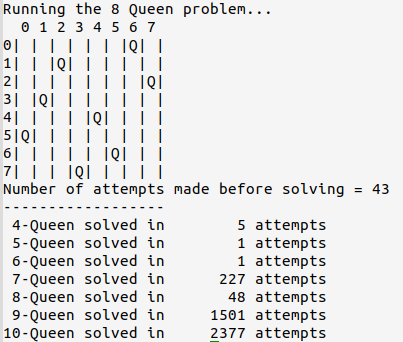 Running the 8 Queen problem...
  0 1 2 3 4 5 6 7
0| | | | | | |Q| |
1| | |Q| | | | | |
2| | | | | | | |Q|
3| |Q| | | | | | |
4| | | | |Q| | | |
5|Q| | | | | | | |
6| | | | | |Q| | |
7| | | |Q| | | | |
Number of attempts made before solving = 43
------------------
 4-Queen solved in        5 attempts
 5-Queen solved in        1 attempts
 6-Queen solved in        1 attempts
 7-Queen solved in      227 attempts
 8-Queen solved in       48 attempts
 9-Queen solved in     1501 attempts
10-Queen solved in     2377 attempts